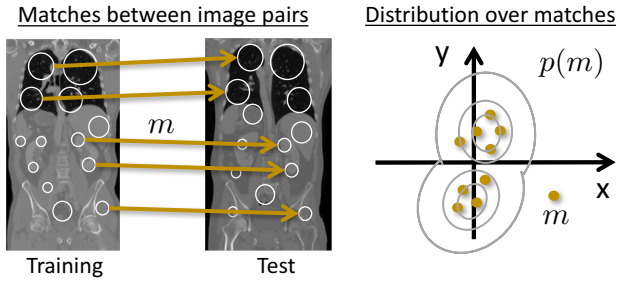 Matches between image pairs
Distribution over matches
m
Training
Test
y
p(m)
x
m